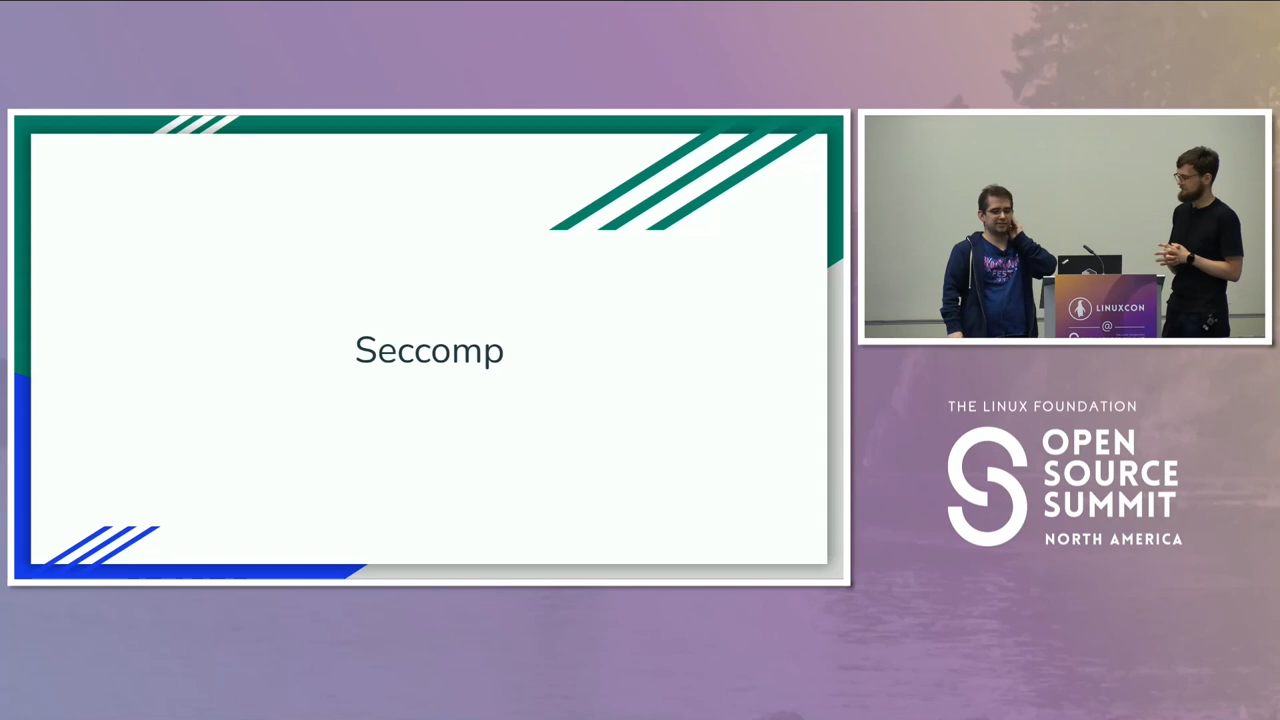 Seccomp
LINUXCON
@
THE LINUX FOUNDATION
OPEN
SOURCE
SUMMIT
NORTH AMERICA